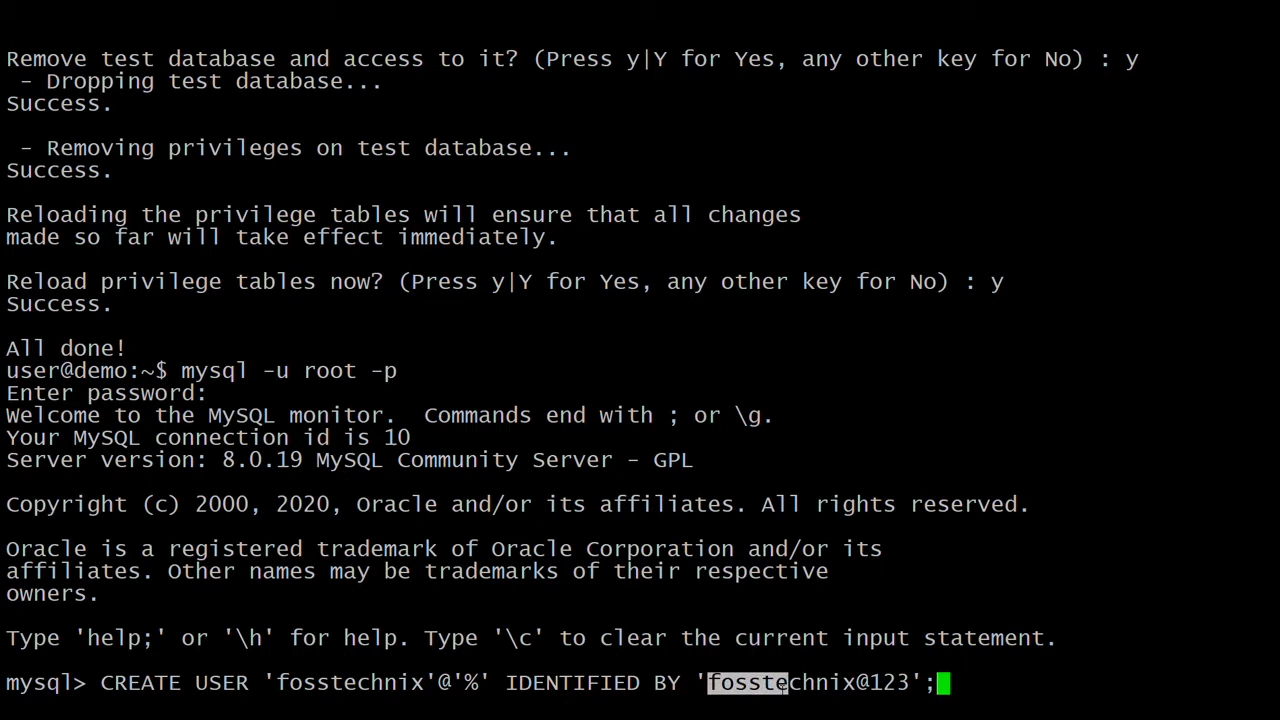 Remove test database and access to it? (Press y|Y for Yes, any other key for No) : y
 - Dropping test database...
Success.
 - Removing privileges on test database...
Success.
Reloading the privilege tables will ensure that all changes
made so far will take effect immediately.
Reload privilege tables now? (Press y|Y for Yes, any other key for No) : y
Success.
All done!
user@demo:~$ mysql -u root -p
Enter password:
Welcome to the MySQL monitor.  Commands end with ; or \g.
Your MySQL connection id is 10
Server version: 8.0.19 MySQL Community Server - GPL
Copyright (c) 2000, 2020, Oracle and/or its affiliates. All rights reserved.
Oracle is a registered trademark of Oracle Corporation and/or its
affiliates. Other names may be trademarks of their respective
owners.
Type 'help;' or '\h' for help. Type '\c' to clear the current input statement.
mysql> CREATE USER 'fosstechnix'@'%' IDENTIFIED BY 'fosstechnix@123';